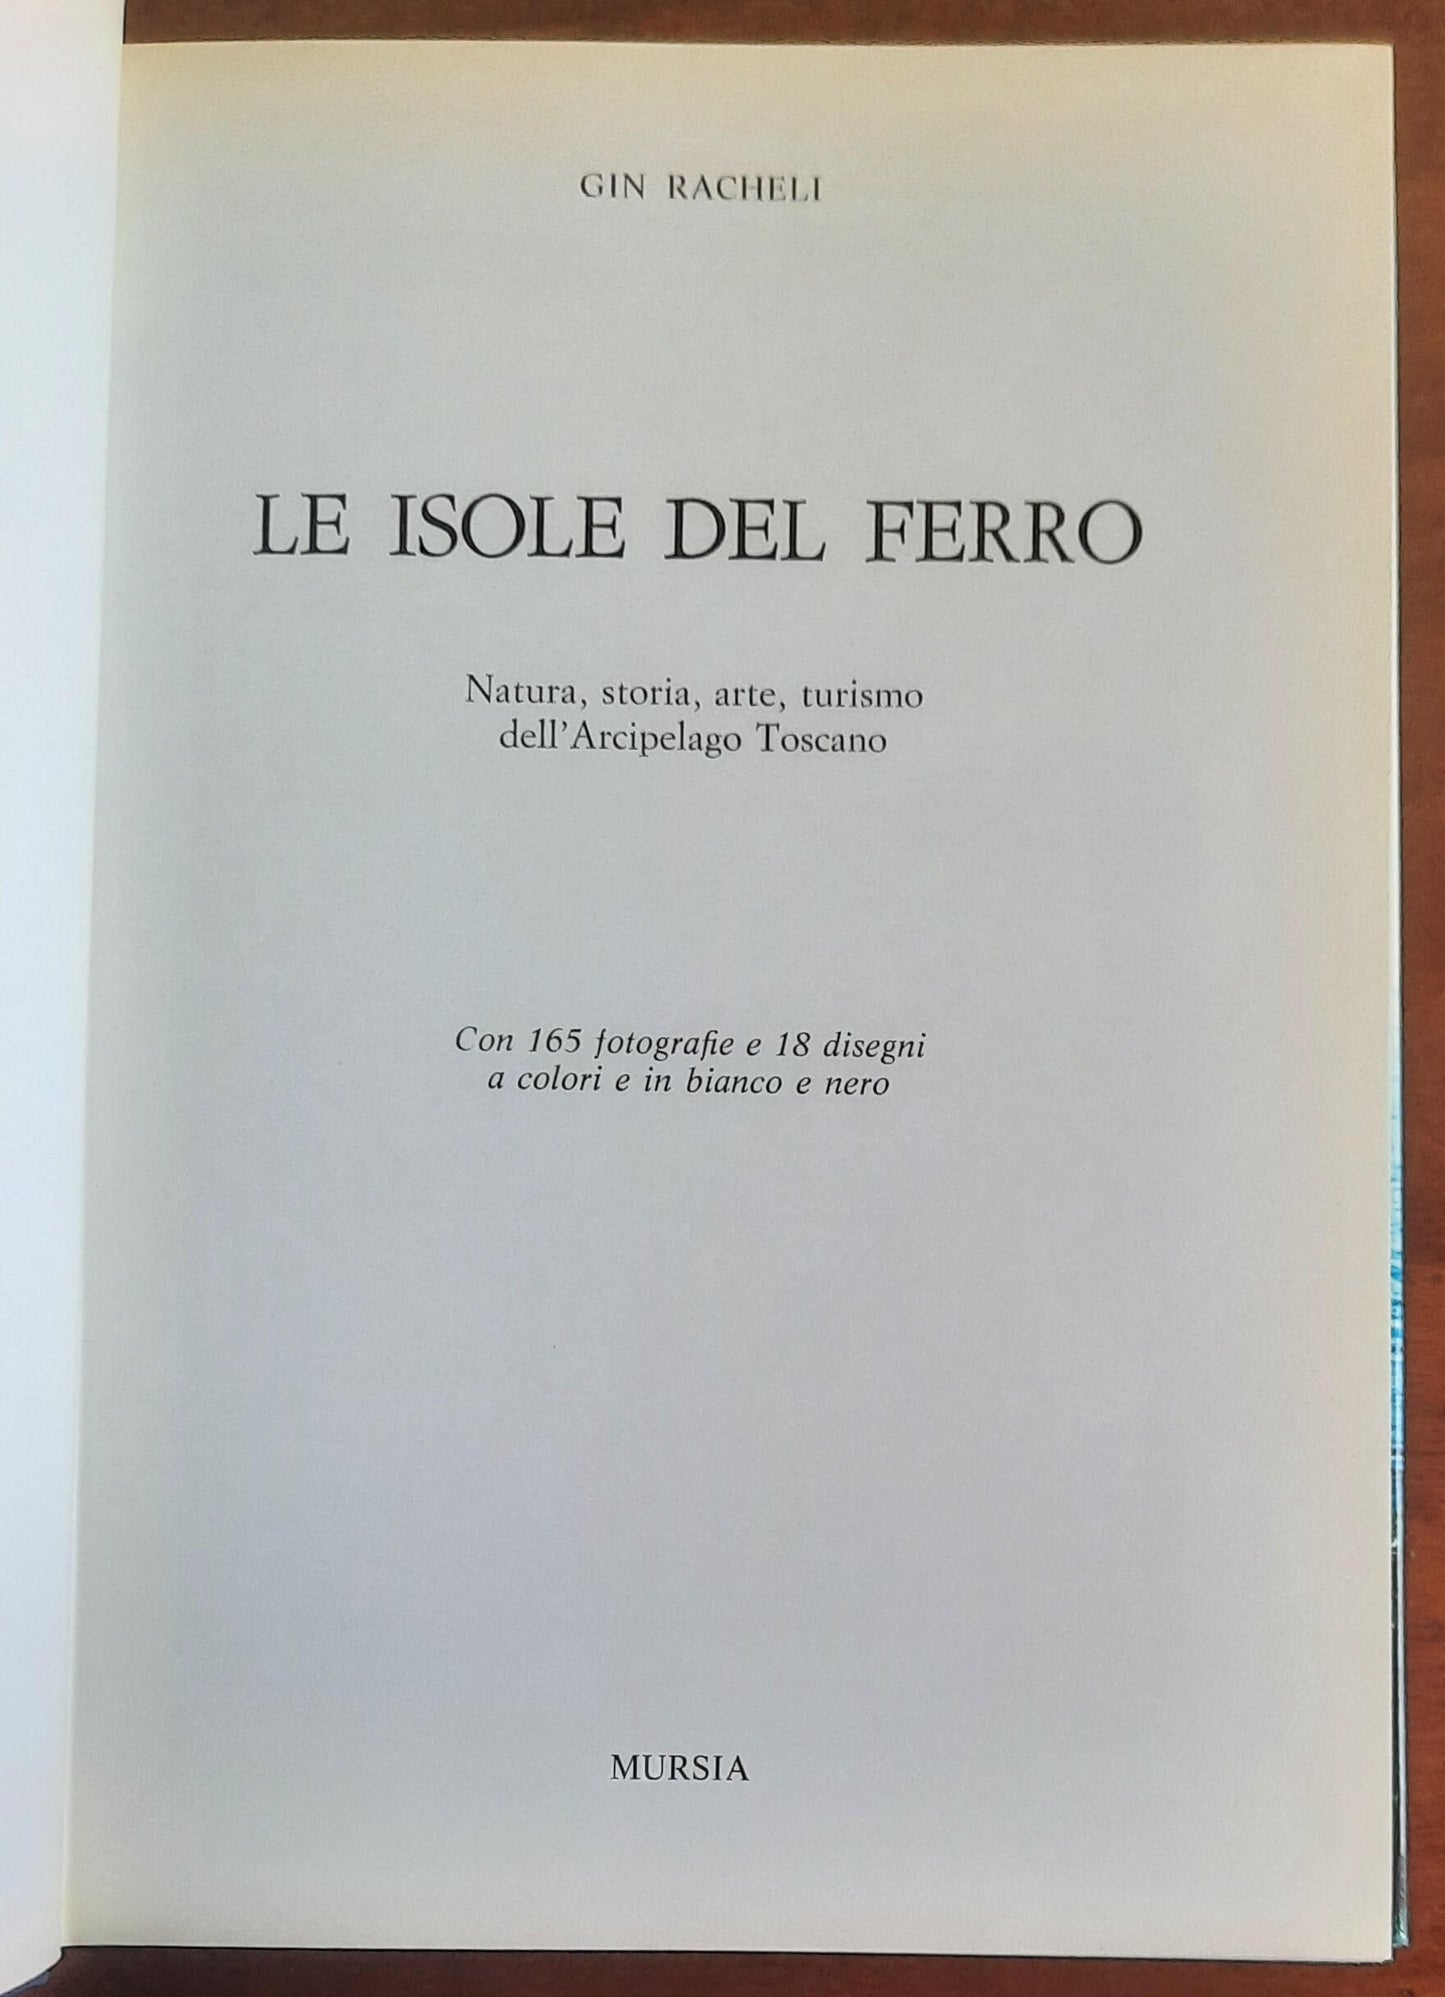 GIN RACHELI
LE ISOLE DEL FERRO
Natura, storia, arte, turismo
dell'Arcipelago Toscano
Con 165 fotografie e 18 disegni
a colori e in bianco e nero
MURSIA